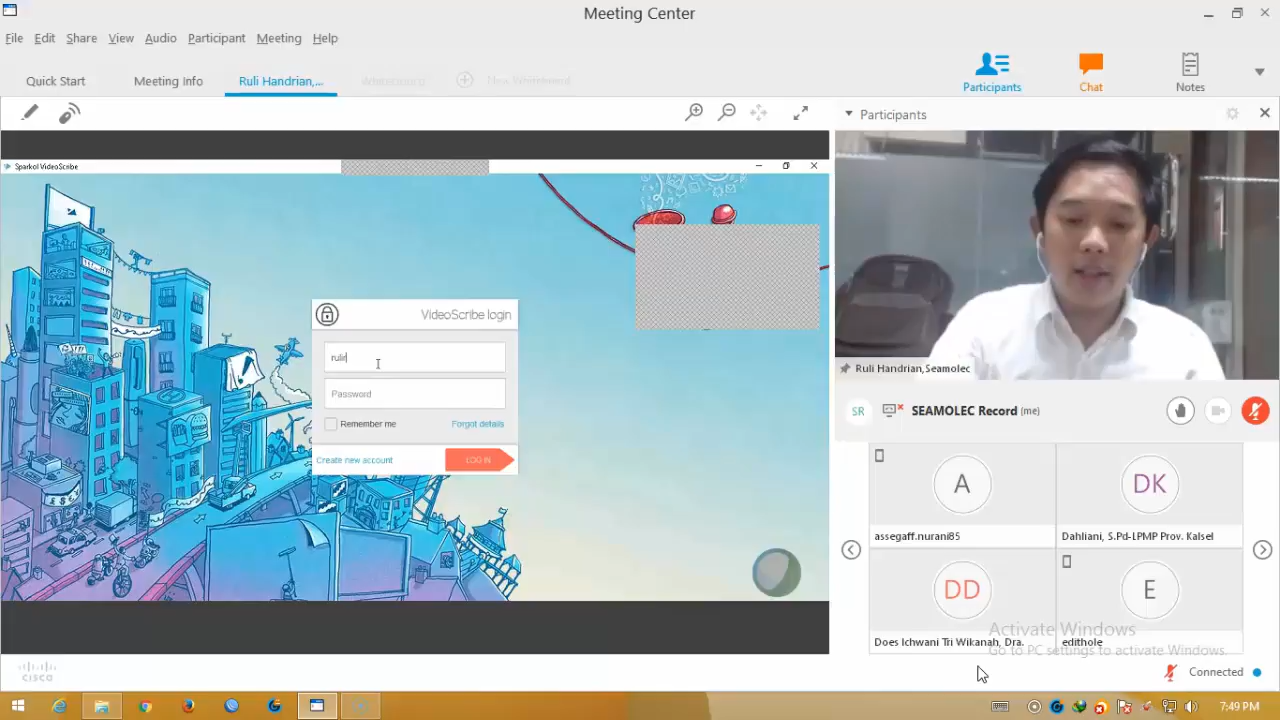 Meeting Center
File Edit Share View Audio Participant Meeting Help
Quick Start Meeting Info Ruli Handrian,... Whiteboard New Whiteboard
Participants Chat Notes
Participants
Sparkol VideoScribe
VideoScribe login
rulir
Password
Remember me Forgot details
Create new account LOG IN
Ruli Handrian,Seamolec
SR SEAMOLEC Record (me)
A DK
assegaff.nurani85 Dahliani, S.Pd-LPMP Prov. Kalsel
DD E
Does Ichwani Tri Wikanah, Dra. edithole
Activate Windows
Go to PC settings to activate Windows.
cisco
Connected
7:49 PM